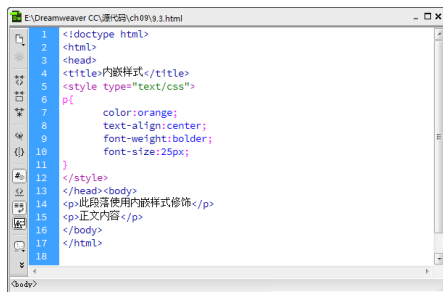 E:\Dreamweaver CC\源代码\ch09\9.3.html
1 <!doctype html>
2 <html>
3 <head>
4 <title>内嵌样式</title>
5 <style type="text/css">
6 p{
7 color:orange;
8 text-align:center;
9 font-weight:bolder;
10 font-size:25px;
11 }
12 </style>
13 </head><body>
14 <p>此段落使用内嵌样式修饰</p>
15 <p>正文内容</p>
16 </body>
17 </html>
18
<body>